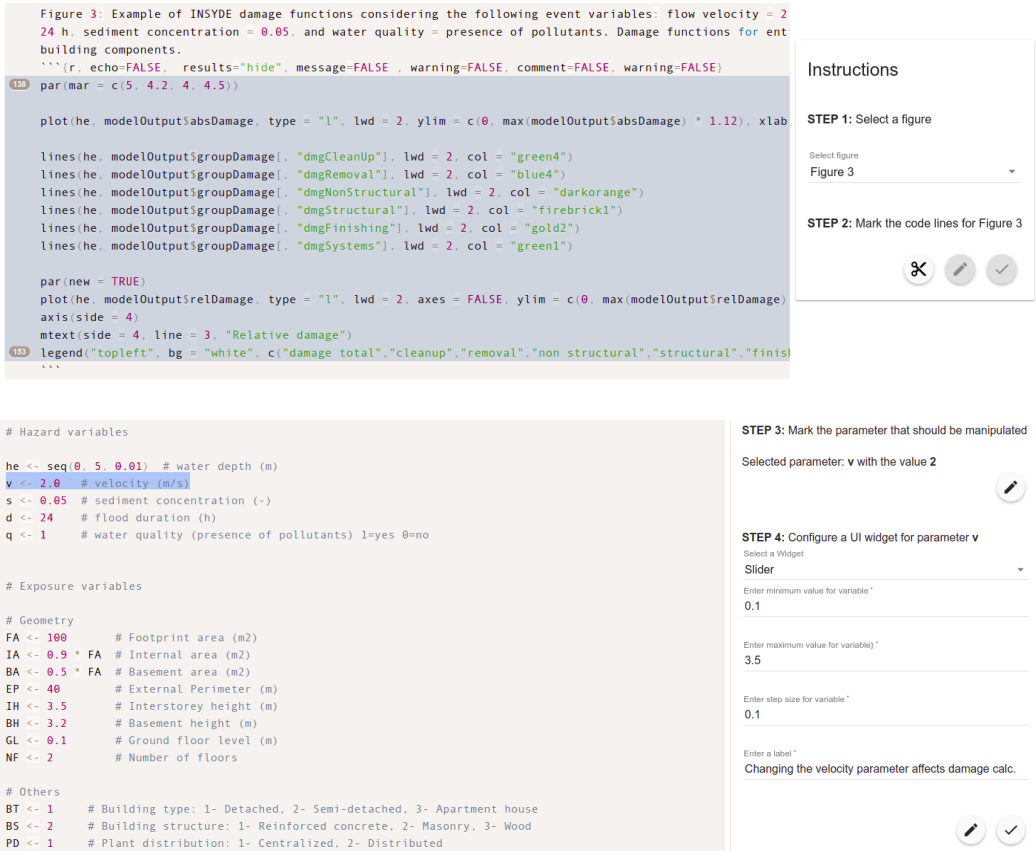 Figure 3: Example of INSYDE damage functions considering the following event variables: flow velocity = 2
24 h, sediment concentration = 0.05, and water quality = presence of pollutants. Damage functions for ent
building components.
```{r, echo=FALSE,  results="hide", message=FALSE , warning=FALSE, comment=FALSE, warning=FALSE}
138 par(mar = c(5, 4.2, 4, 4.5))
plot(he, modelOutput$absDamage, type = "l", lwd = 2, ylim = c(0, max(modelOutput$absDamage) * 1.12), xlab
lines(he, modelOutput$groupDamage[, "dmgCleanUp"], lwd = 2, col = "green4")
lines(he, modelOutput$groupDamage[, "dmgRemoval"], lwd = 2, col = "blue4")
lines(he, modelOutput$groupDamage[, "dmgNonStructural"], lwd = 2, col = "darkorange")
lines(he, modelOutput$groupDamage[, "dmgStructural"], lwd = 2, col = "firebrick1")
lines(he, modelOutput$groupDamage[, "dmgFinishing"], lwd = 2, col = "gold2")
lines(he, modelOutput$groupDamage[, "dmgSystems"], lwd = 2, col = "green1")
par(new = TRUE)
plot(he, modelOutput$relDamage, type = "l", lwd = 2, axes = FALSE, ylim = c(0, max(modelOutput$relDamage)
axis(side = 4)
mtext(side = 4, line = 3, "Relative damage")
153 legend("topleft", bg = "white", c("damage total","cleanup","removal","non structural","structural","finis
```
Instructions
STEP 1: Select a figure
Select figure
Figure 3
STEP 2: Mark the code lines for Figure 3
# Hazard variables
he <- seq(0, 5, 0.01)  # water depth (m)
v <- 2.0   # velocity (m/s)
s <- 0.05  # sediment concentration (-)
d <- 24    # flood duration (h)
q <- 1     # water quality (presence of pollutants) 1=yes 0=no
# Exposure variables
# Geometry
FA <- 100       # Footprint area (m2)
IA <- 0.9 * FA  # Internal area (m2)
BA <- 0.5 * FA  # Basement area (m2)
EP <- 40        # External Perimeter (m)
IH <- 3.5       # Interstorey height (m)
BH <- 3.2       # Basement height (m)
GL <- 0.1       # Ground floor level (m)
NF <- 2         # Number of floors
# Others
BT <- 1     # Building type: 1- Detached, 2- Semi-detached, 3- Apartment house
BS <- 2     # Building structure: 1- Reinforced concrete, 2- Masonry, 3- Wood
PD <- 1     # Plant distribution: 1- Centralized, 2- Distributed
STEP 3: Mark the parameter that should be manipulated
Selected parameter: v with the value 2
STEP 4: Configure a UI widget for parameter v
Select a Widget
Slider
Enter minimum value for variable *
0.1
Enter maximum value for variable) *
3.5
Enter step size for variable *
0.1
Enter a label *
Changing the velocity parameter affects damage calc.